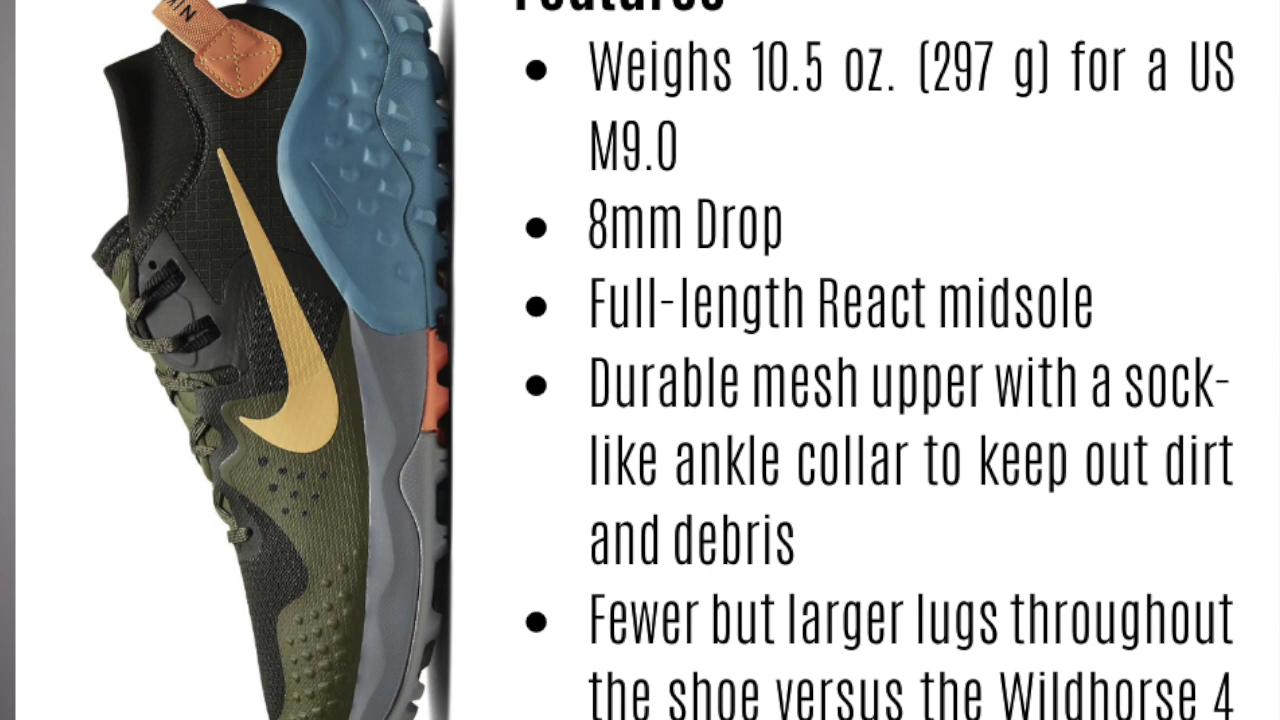 Features
Weighs 10.5 oz. (297 g) for a US
M9.0
8mm Drop
Full-length React midsole
Durable mesh upper with a sock-
like ankle collar to keep out dirt
and debris
Fewer but larger lugs throughout
the shoe versus the Wildhorse 4